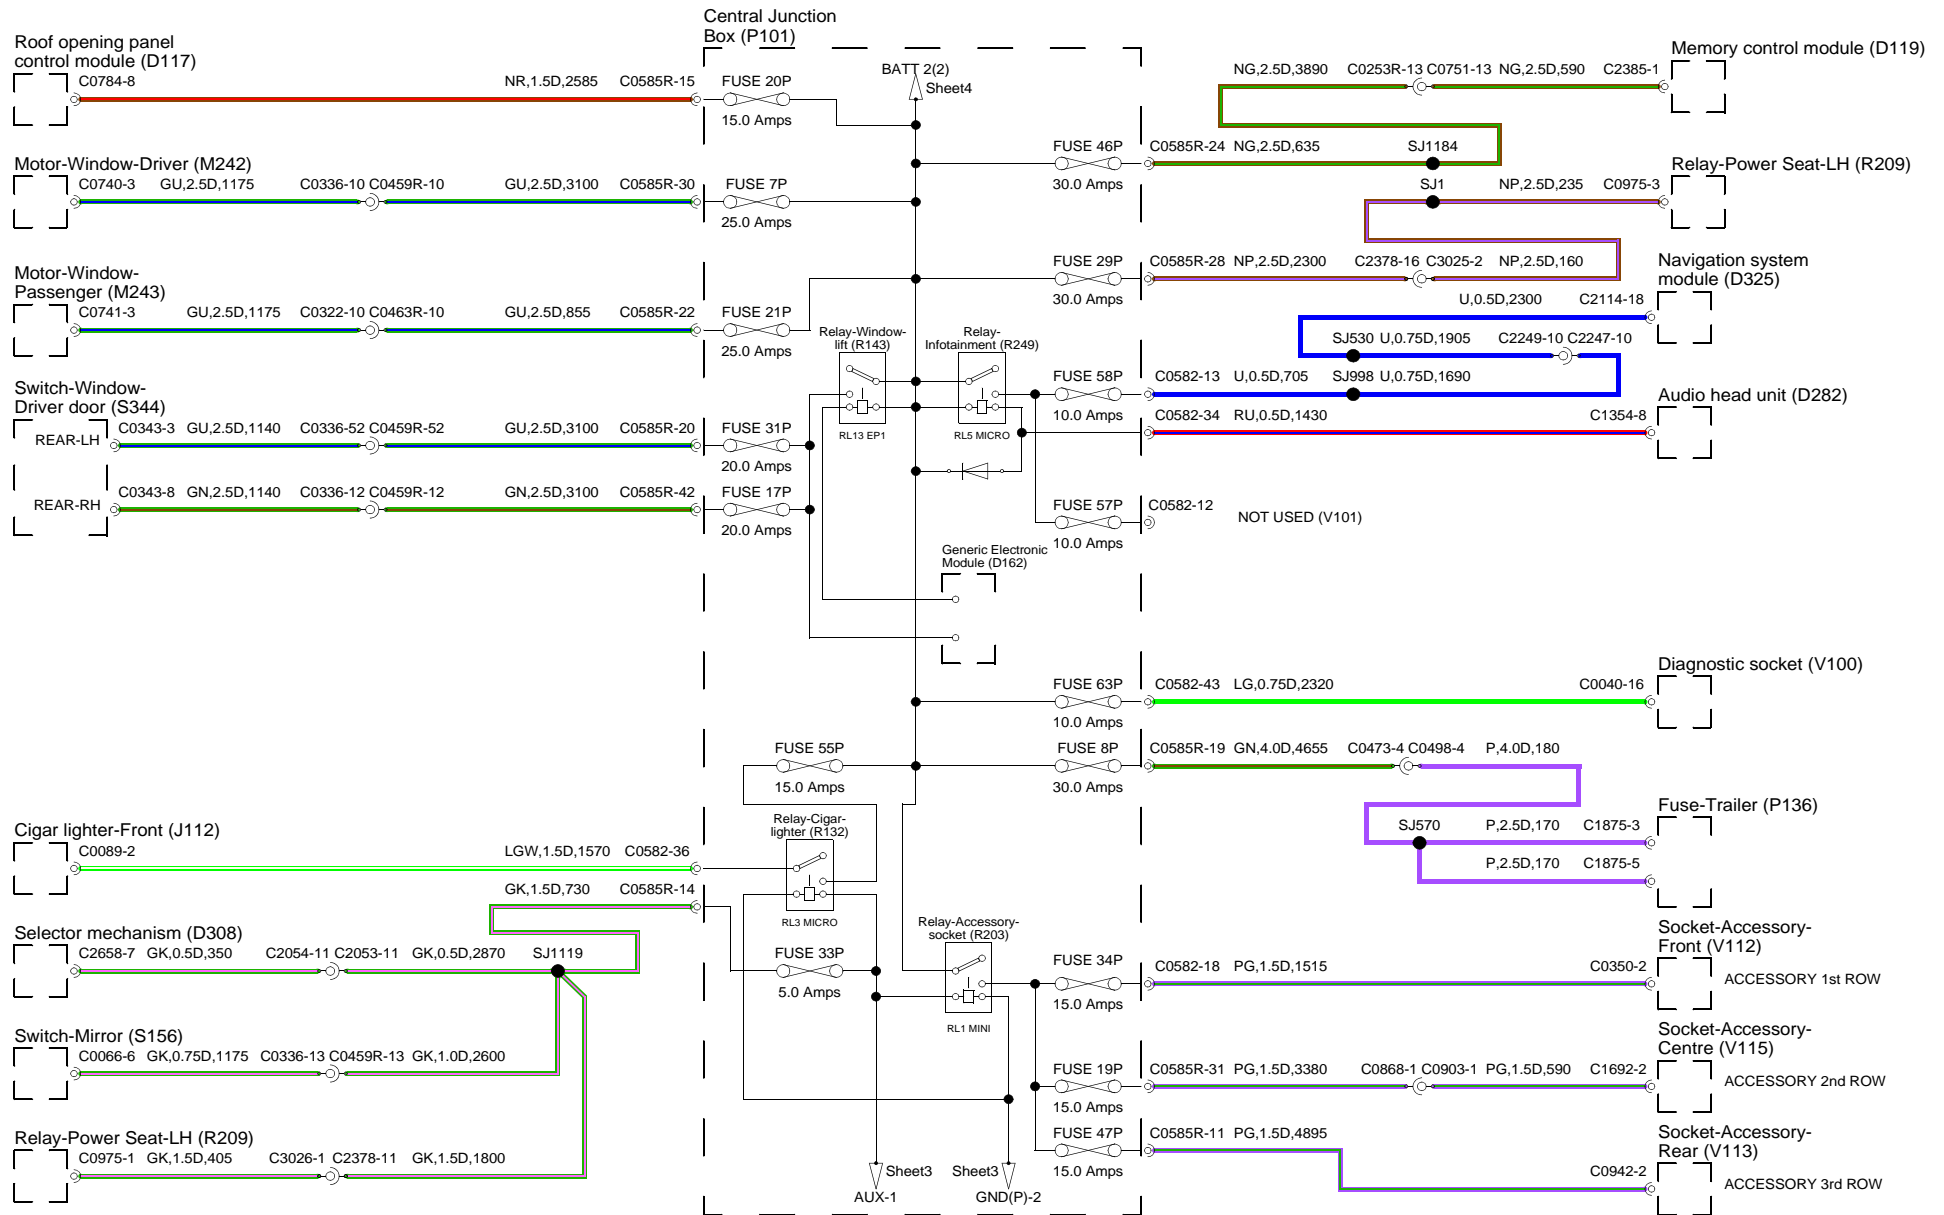 Central Junction
Box (P101)
Roof opening panel
control module (D117)
C0784-8 NR,1.5D,2585 C0585R-15 FUSE 20P
15.0 Amps
BATT 2(2)
Sheet4
NG,2.5D,3890 C0253R-13 C0751-13 NG,2.5D,590 C2385-1
Memory control module (D119)
Motor-Window-Driver (M242)
C0740-3 GU,2.5D,1175 C0336-10 C0459R-10 GU,2.5D,3100 C0585R-30 FUSE 7P
25.0 Amps
FUSE 46P C0585R-24 NG,2.5D,635 SJ1184
30.0 Amps
Relay-Power Seat-LH (R209)
SJ1 NP,2.5D,235 C0975-3
Motor-Window-
Passenger (M243)
C0741-3 GU,2.5D,1175 C0322-10 C0463R-10 GU,2.5D,855 C0585R-22 FUSE 21P
25.0 Amps
FUSE 29P C0585R-28 NP,2.5D,2300 C2378-16 C3025-2 NP,2.5D,160
30.0 Amps
Navigation system
module (D325)
U,0.5D,2300 C2114-18
Relay-Window-
lift (R143)
RL13 EP1
Relay-
Infotainment (R249)
RL5 MICRO
SJ530 U,0.75D,1905 C2249-10 C2247-10
FUSE 58P C0582-13 U,0.5D,705 SJ998 U,0.75D,1690
10.0 Amps
Audio head unit (D282)
C0582-34 RU,0.5D,1430 C1354-8
Switch-Window-
Driver door (S344)
REAR-LH C0343-3 GU,2.5D,1140 C0336-52 C0459R-52 GU,2.5D,3100 C0585R-20 FUSE 31P
20.0 Amps
REAR-RH C0343-8 GN,2.5D,1140 C0336-12 C0459R-12 GN,2.5D,3100 C0585R-42 FUSE 17P
20.0 Amps
FUSE 57P C0582-12 NOT USED (V101)
10.0 Amps
Generic Electronic
Module (D162)
Diagnostic socket (V100)
FUSE 63P C0582-43 LG,0.75D,2320 C0040-16
10.0 Amps
FUSE 55P
15.0 Amps
FUSE 8P C0585R-19 GN,4.0D,4655 C0473-4 C0498-4 P,4.0D,180
30.0 Amps
Fuse-Trailer (P136)
SJ570 P,2.5D,170 C1875-3
P,2.5D,170 C1875-5
Cigar lighter-Front (J112)
C0089-2 LGW,1.5D,1570 C0582-36
Relay-Cigar-
lighter (R132)
RL3 MICRO
GK,1.5D,730 C0585R-14
Selector mechanism (D308)
C2658-7 GK,0.5D,350 C2054-11 C2053-11 GK,0.5D,2870 SJ1119
FUSE 33P
5.0 Amps
Relay-Accessory-
socket (R203)
RL1 MINI
Socket-Accessory-
Front (V112)
FUSE 34P C0582-18 PG,1.5D,1515 C0350-2 ACCESSORY 1st ROW
15.0 Amps
Switch-Mirror (S156)
C0066-6 GK,0.75D,1175 C0336-13 C0459R-13 GK,1.0D,2600
Socket-Accessory-
Centre (V115)
FUSE 19P C0585R-31 PG,1.5D,3380 C0868-1 C0903-1 PG,1.5D,590 C1692-2 ACCESSORY 2nd ROW
15.0 Amps
Relay-Power Seat-LH (R209)
C0975-1 GK,1.5D,405 C3026-1 C2378-11 GK,1.5D,1800
Socket-Accessory-
Rear (V113)
FUSE 47P C0585R-11 PG,1.5D,4895
15.0 Amps
C0942-2 ACCESSORY 3rd ROW
Sheet3
AUX-1
Sheet3
GND(P)-2